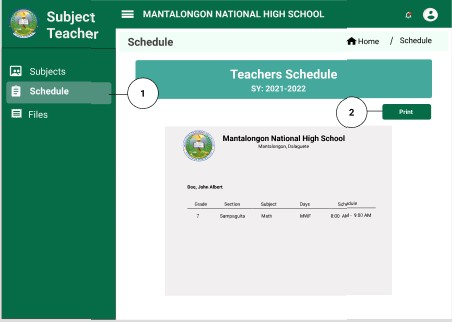 Subject
Teacher
MANTALONGON NATIONAL HIGH SCHOOL
Schedule
Home / Schedule
Subjects
Schedule
Files
1
Teachers Schedule
SY: 2021-2022
2
Print
Mantalongon National High School
Mantalongon, Dalaguete
Doe, John Albert
Grade Section Subject Days Schedule
7 Sampaguita Math MWF 8:00 AM - 9:00 AM